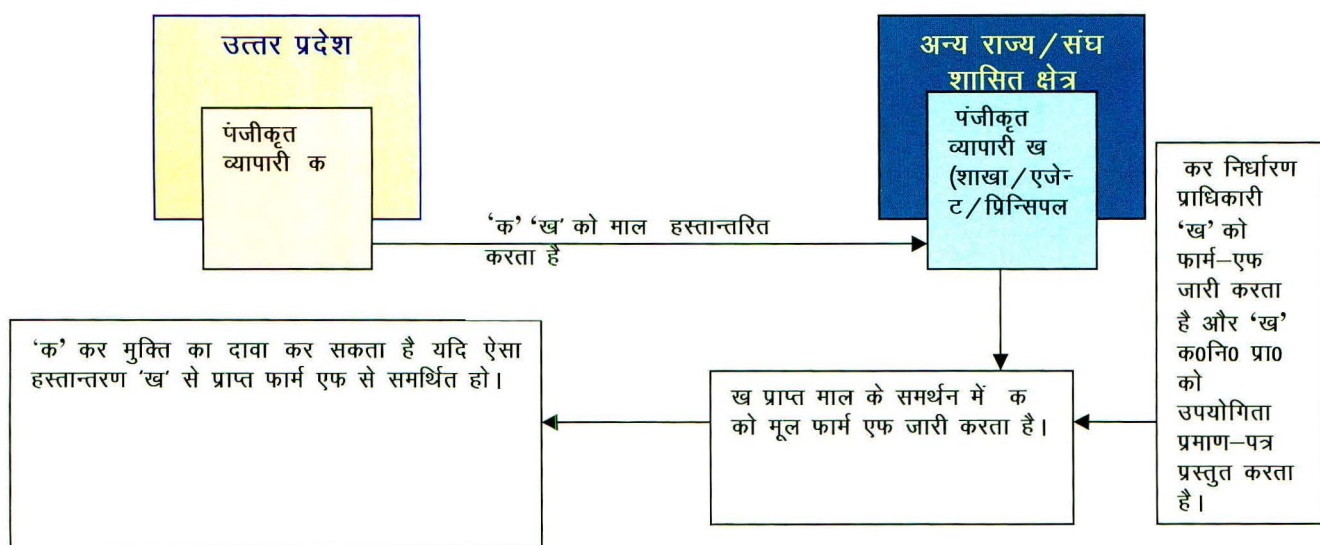 उत्तर प्रदेश
पंजीकृत
व्यापारी क
अन्य राज्य/संघ
शासित क्षेत्र
पंजीकृत
व्यापारी ख
(शाखा/एजेन-
ट/प्रिन्सिपल
'क' 'ख' को माल हस्तान्तरित
करता है
कर निर्धारण
प्राधिकारी
'ख' को
फार्म–एफ
जारी करता
है और 'ख'
क0नि0 प्रा0
को
उपयोगिता
प्रमाण–पत्र
प्रस्तुत करता
है।
ख प्राप्त माल के समर्थन में क
को मूल फार्म एफ जारी करता है।
'क' कर मुक्ति का दावा कर सकता है यदि ऐसा
हस्तान्तरण 'ख' से प्राप्त फार्म एफ से समर्थित हो।